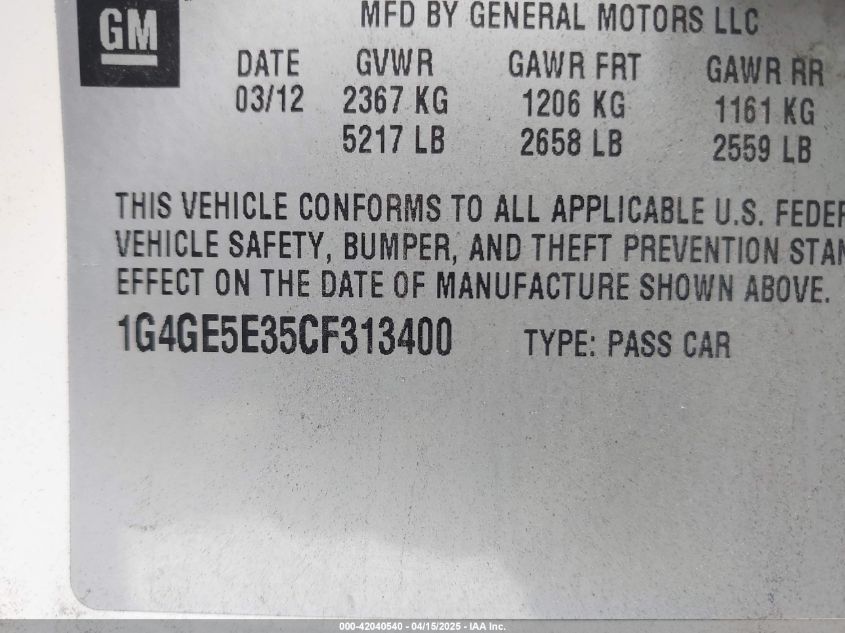 GM
MFD BY GENERAL MOTORS LLC
DATE GVWR GAWR FRT GAWR RR
03/12 2367 KG 1206 KG 1161 KG
5217 LB 2658 LB 2559 LB
THIS VEHICLE CONFORMS TO ALL APPLICABLE U.S. FEDER
VEHICLE SAFETY, BUMPER, AND THEFT PREVENTION STAN
EFFECT ON THE DATE OF MANUFACTURE SHOWN ABOVE.
1G4GE5E35CF313400 TYPE: PASS CAR
000-42040540 - 04/15/2025 - IAA Inc.